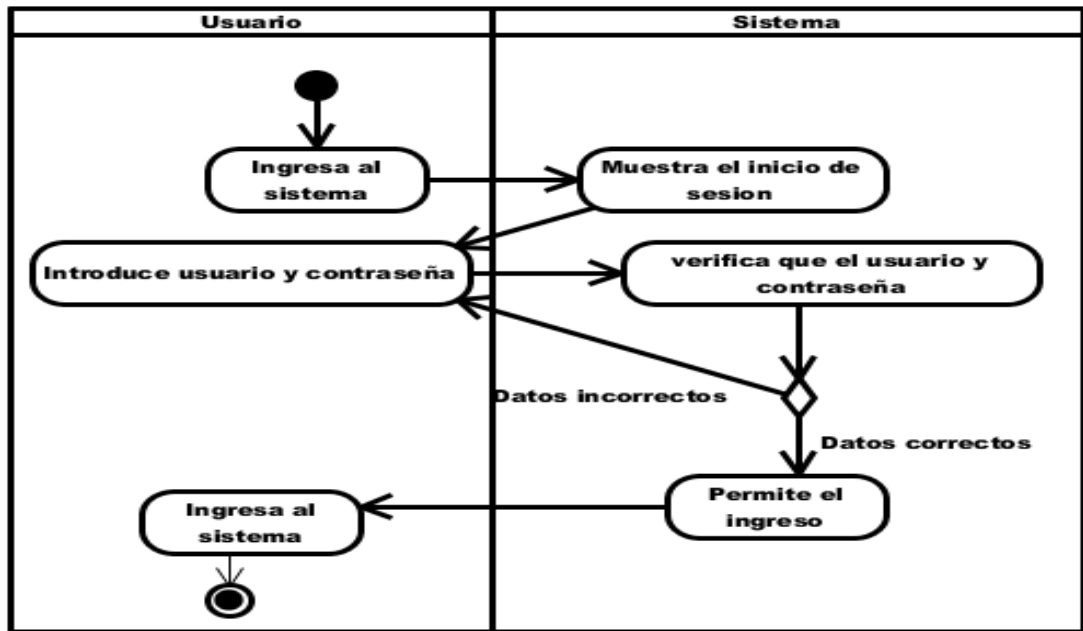 Usuario
Sistema
Ingresa al
sistema
Muestra el inicio de
sesion
Introduce usuario y contraseña
verifica que el usuario y
contraseña
Datos incorrectos
Datos correctos
Permite el
ingreso
Ingresa al
sistema